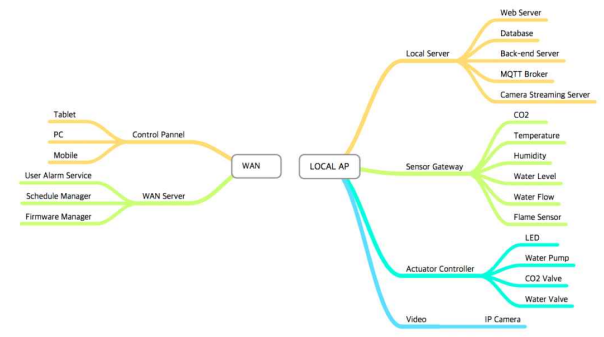 Tablet
PC
Mobile
Control Pannel
User Alarm Service
Schedule Manager
Firmware Manager
WAN Server
WAN
LOCAL AP
Local Server
Web Server
Database
Back-end Server
MQTT Broker
Camera Streaming Server
Sensor Gateway
CO2
Temperature
Humidity
Water Level
Water Flow
Flame Sensor
Actuator Controller
LED
Water Pump
CO2 Valve
Water Valve
Video
IP Camera